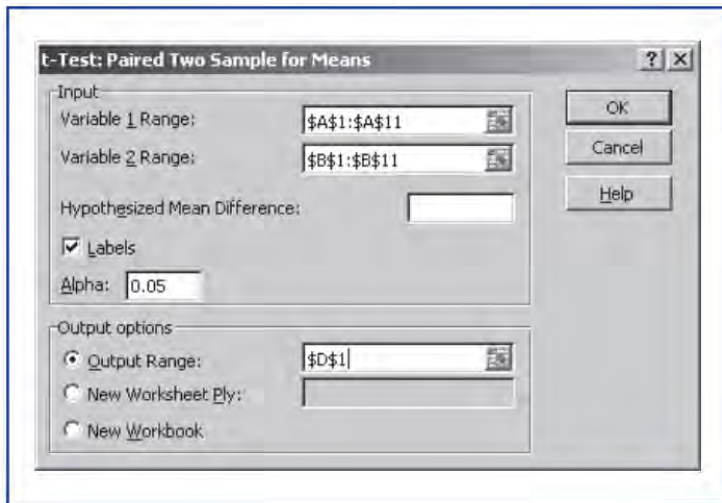 t-Test: Paired Two Sample for Means
Input
Variable 1 Range: $A$1:$A$11
Variable 2 Range: $B$1:$B$11
Hypothesized Mean Difference:
Labels
Alpha: 0.05
Output options
Output Range: $D$1
New Worksheet Ply:
New Workbook
? X
OK
Cancel
Help